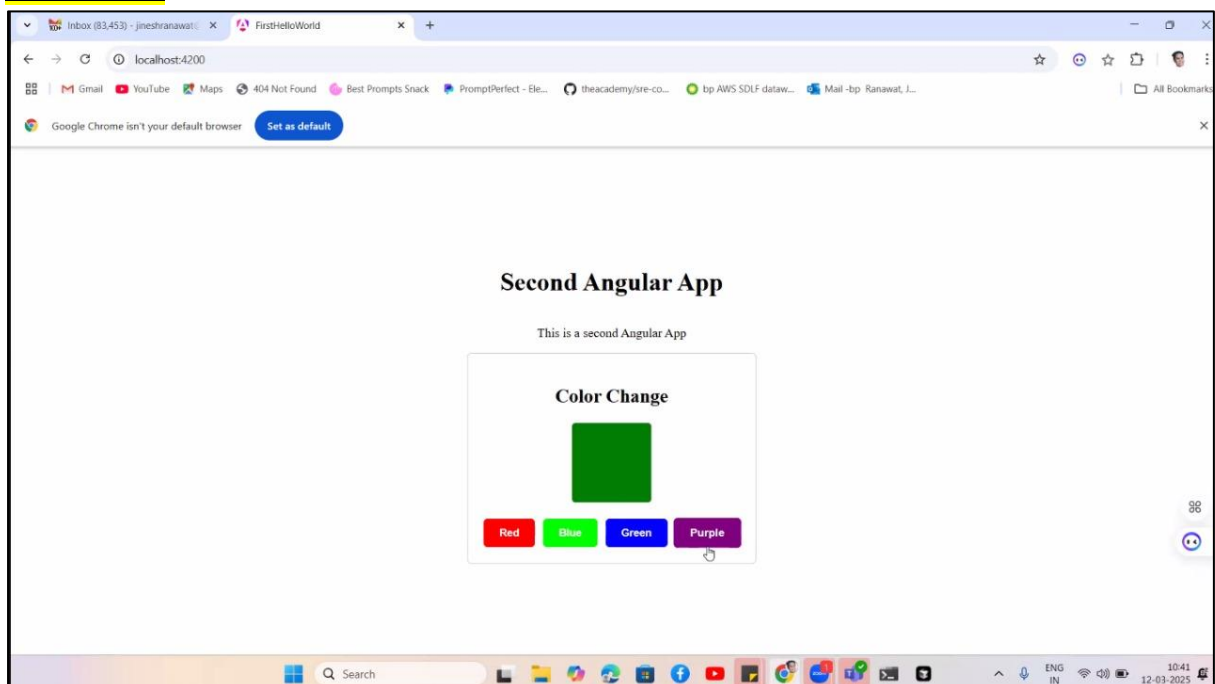 Inbox (83,453) - jineshranawat
FirstHelloWorld
localhost:4200
Gmail YouTube Maps 404 Not Found Best Prompts Snack PromptPerfect - Ele... theacademy/sre-co... bp AWS SDLF dataw... Mail -bp Ranawat, J... All Bookmarks
Google Chrome isn't your default browser Set as default
Second Angular App
This is a second Angular App
Color Change
Red Blue Green Purple
Search
ENG 10:41
IN 12-03-2025